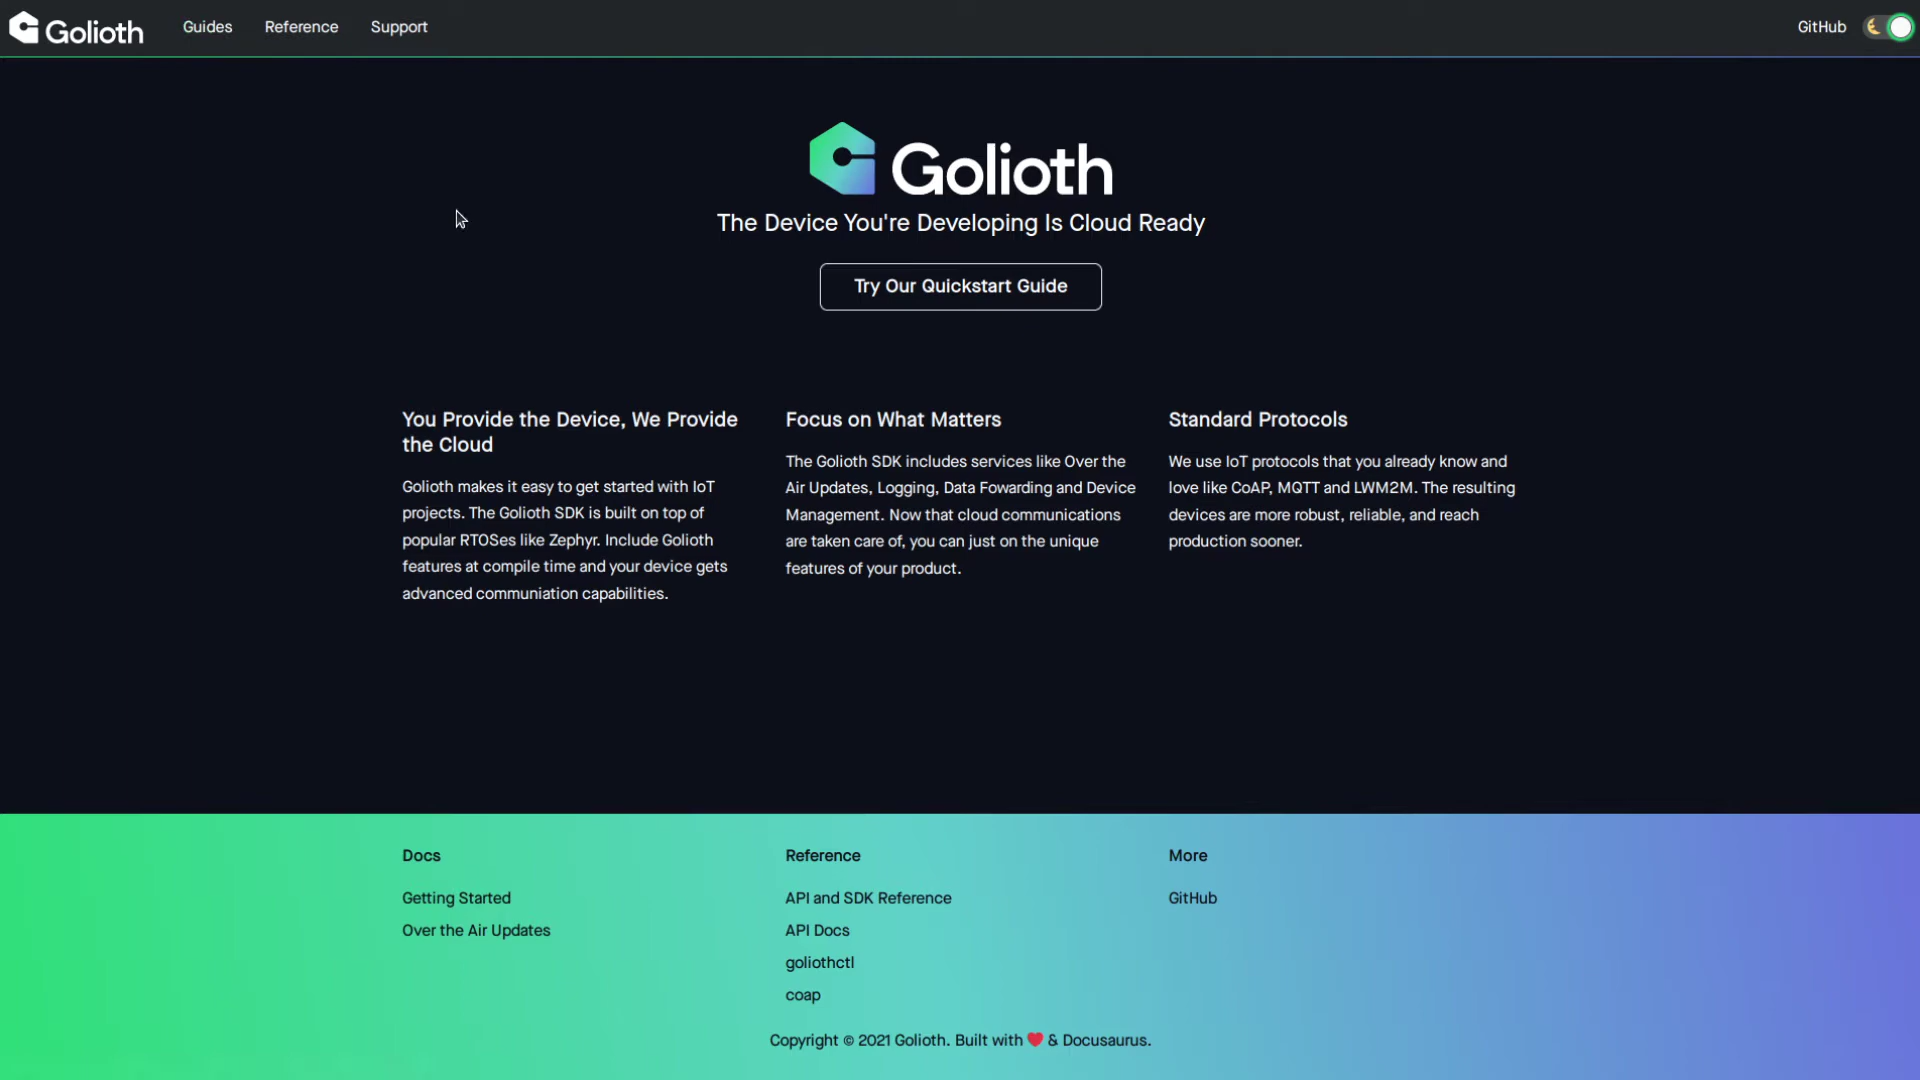 Golioth
Guides
Reference
Support
GitHub
Golioth
The Device You're Developing Is Cloud Ready
Try Our Quickstart Guide
You Provide the Device, We Provide
the Cloud
Golioth makes it easy to get started with IoT
projects. The Golioth SDK is built on top of
popular RTOSes like Zephyr. Include Golioth
features at compile time and your device gets
advanced communiation capabilities.
Focus on What Matters
The Golioth SDK includes services like Over the
Air Updates, Logging, Data Fowarding and Device
Management. Now that cloud communications
are taken care of, you can just on the unique
features of your product.
Standard Protocols
We use IoT protocols that you already know and
love like CoAP, MQTT and LWM2M. The resulting
devices are more robust, reliable, and reach
production sooner.
Docs
Getting Started
Over the Air Updates
Reference
API and SDK Reference
API Docs
goliothctl
coap
More
GitHub
Copyright © 2021 Golioth. Built with ❤️ & Docusaurus.